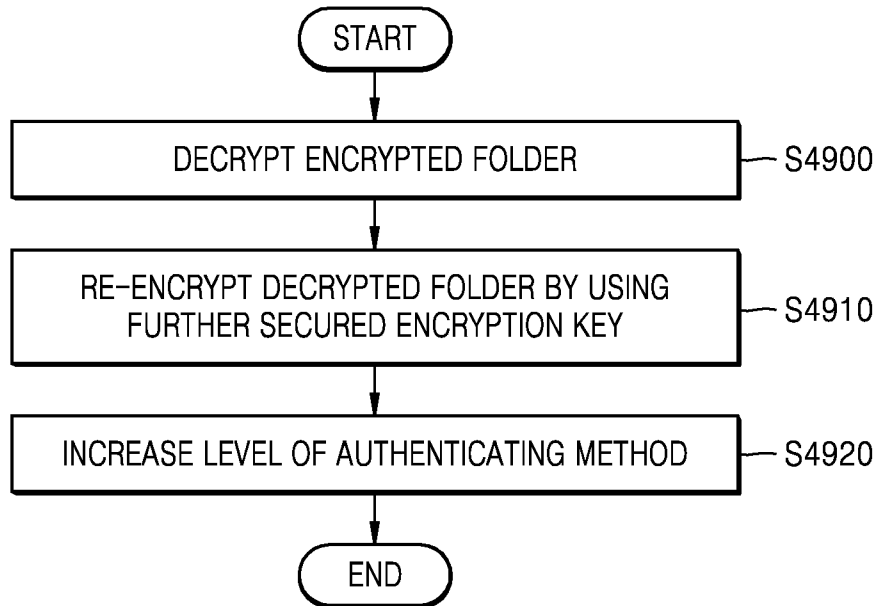 START
DECRYPT ENCRYPTED FOLDER
S4900
RE-ENCRYPT DECRYPTED FOLDER BY USING
FURTHER SECURED ENCRYPTION KEY
S4910
INCREASE LEVEL OF AUTHENTICATING METHOD
S4920
END